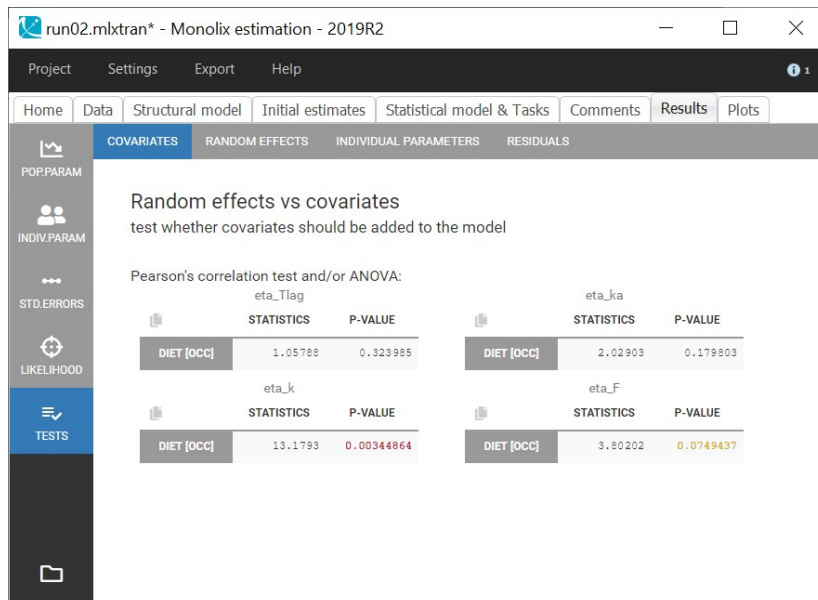 run02.mlxtran* - Monolix estimation - 2019R2
Project Settings Export Help 1
Home Data Structural model Initial estimates Statistical model & Tasks Comments Results Plots
COVARIATES RANDOM EFFECTS INDIVIDUAL PARAMETERS RESIDUALS
POP.PARAM
INDIV.PARAM
STD.ERRORS
LIKELIHOOD
TESTS
Random effects vs covariates
test whether covariates should be added to the model
Pearson's correlation test and/or ANOVA:
eta_Tlag
STATISTICS P-VALUE
DIET [OCC] 1.05788 0.323985
eta_ka
STATISTICS P-VALUE
DIET [OCC] 2.02903 0.179803
eta_k
STATISTICS P-VALUE
DIET [OCC] 13.1793 0.00344864
eta_F
STATISTICS P-VALUE
DIET [OCC] 3.80202 0.0749437